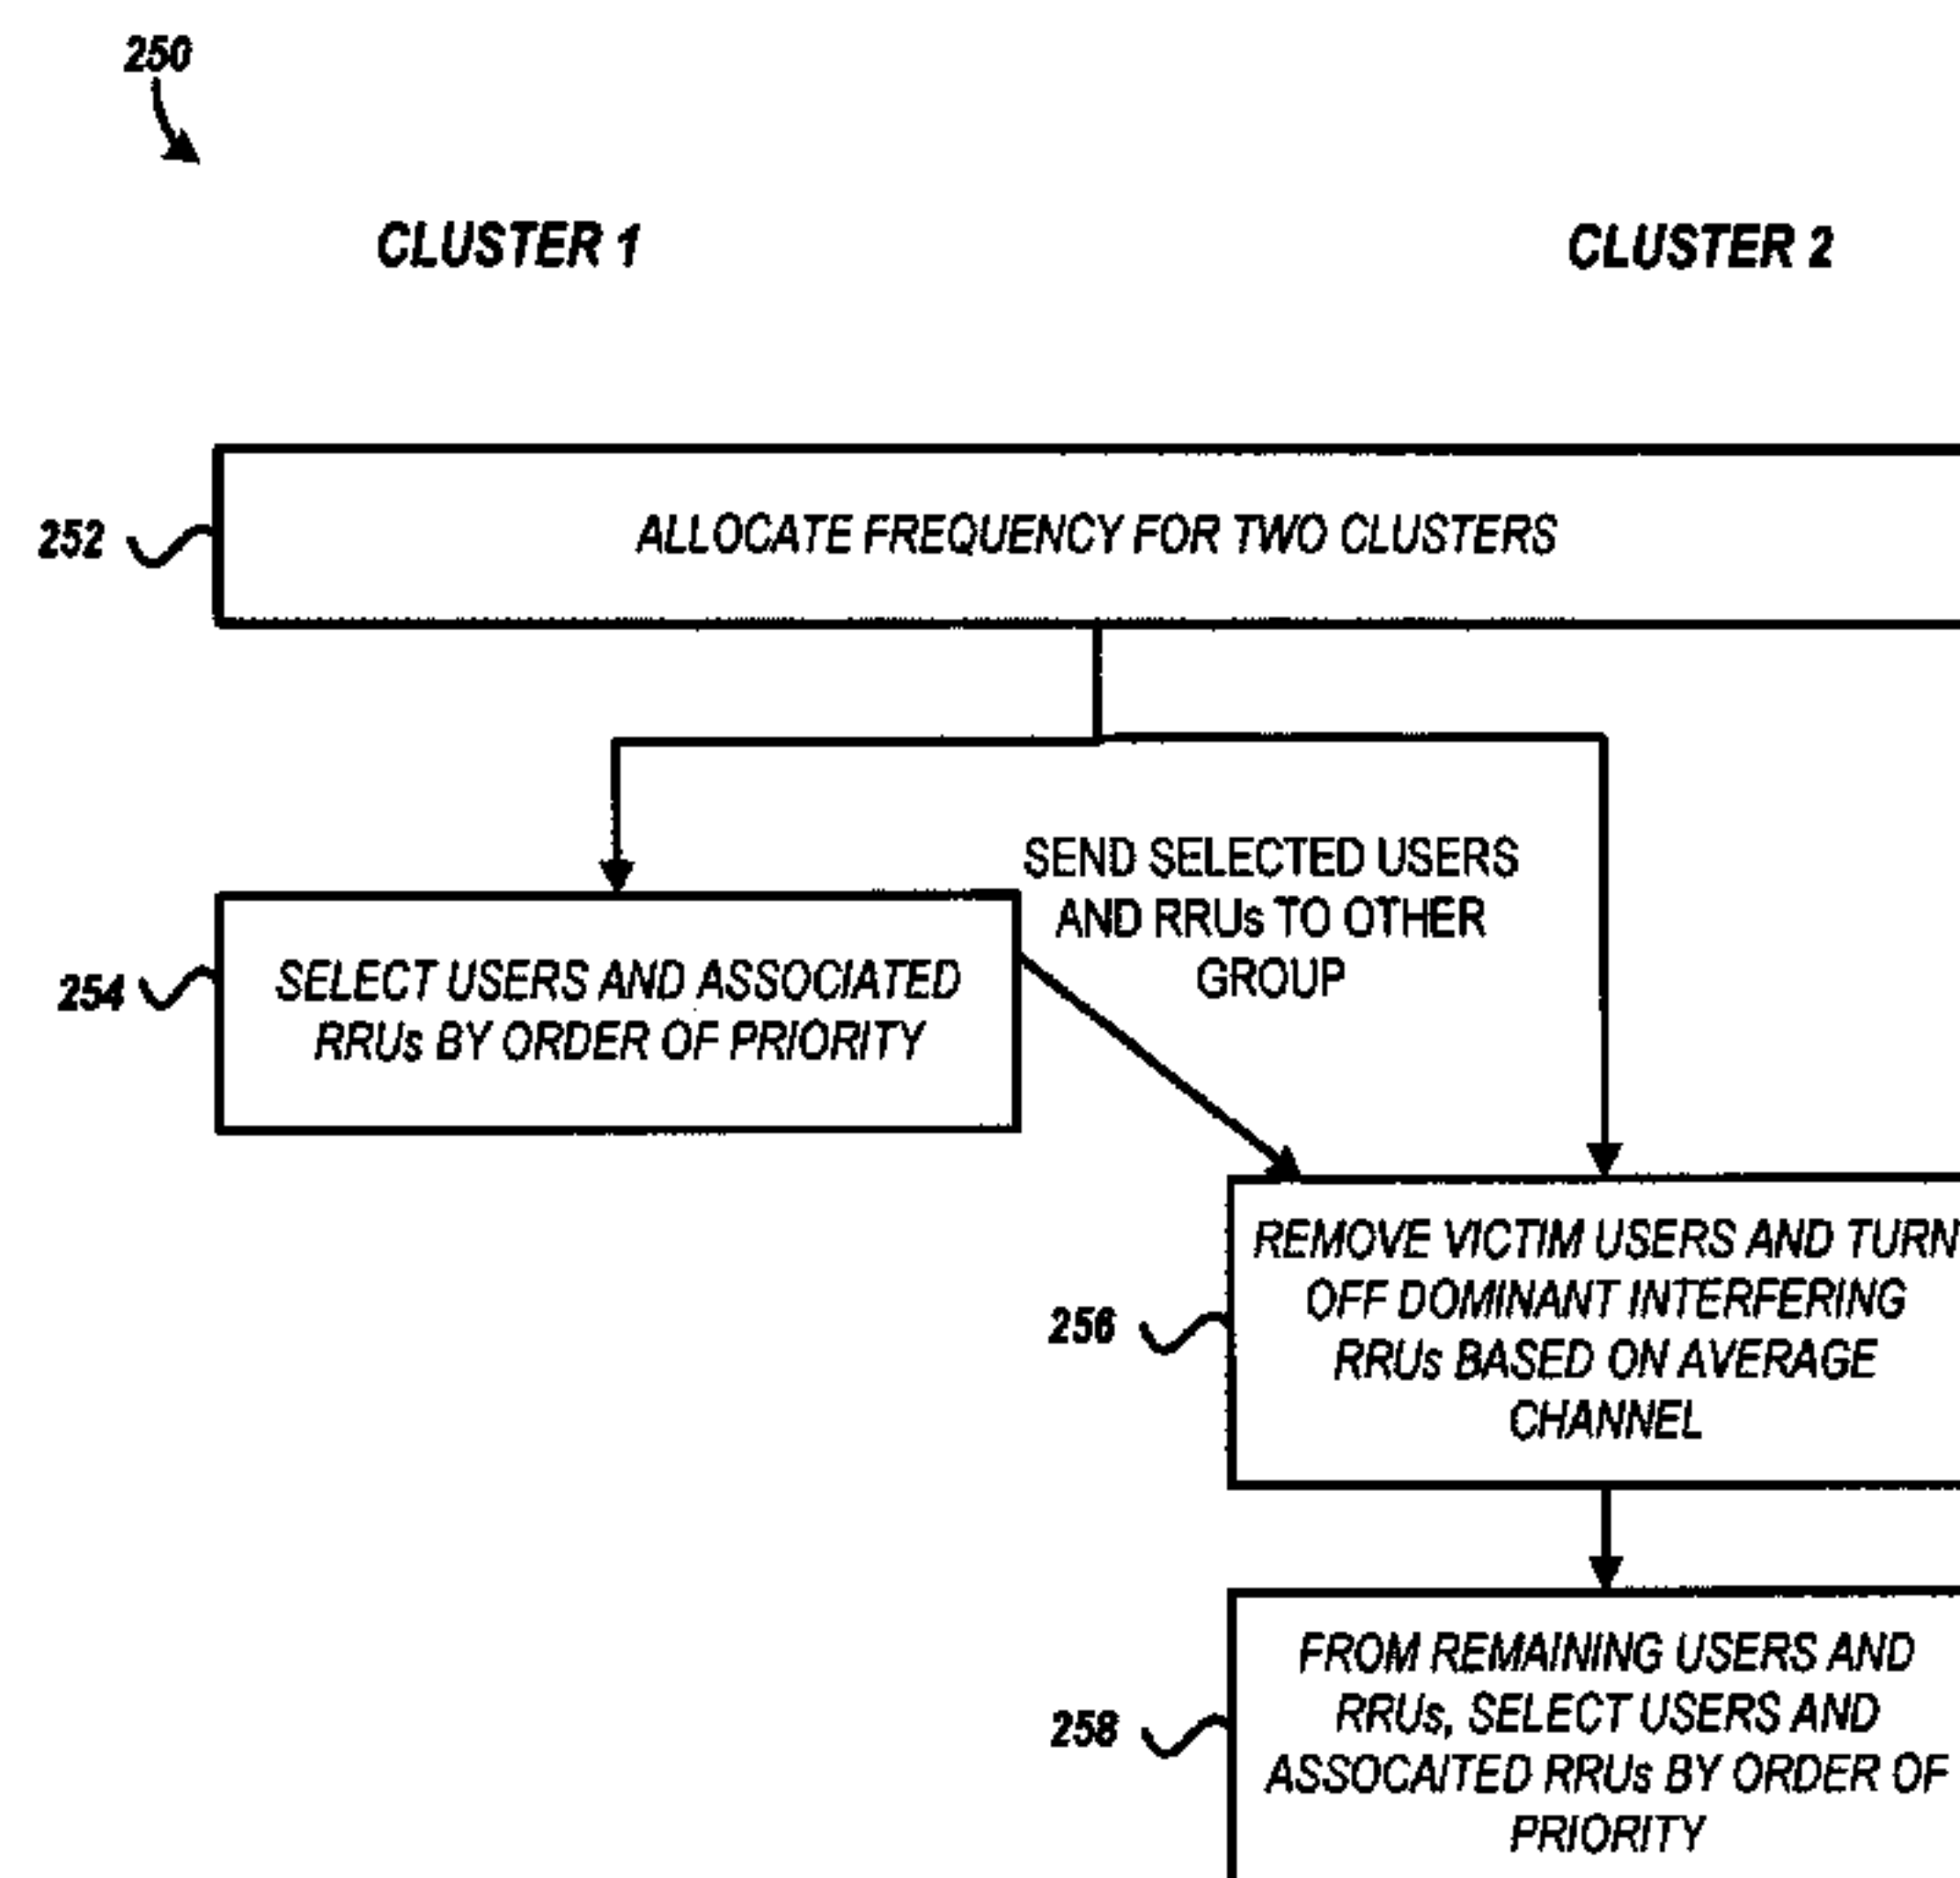 250
CLUSTER 1
CLUSTER 2
252
ALLOCATE FREQUENCY FOR TWO CLUSTERS
SEND SELECTED USERS
AND RRUs TO OTHER
GROUP
254
SELECT USERS AND ASSOCIATED
RRUs BY ORDER OF PRIORITY
256
REMOVE VICTIM USERS AND TURN
OFF DOMINANT INTERFERING
RRUs BASED ON AVERAGE
CHANNEL
258
FROM REMAINING USERS AND
RRUs, SELECT USERS AND
ASSOCAITED RRUs BY ORDER OF
PRIORITY